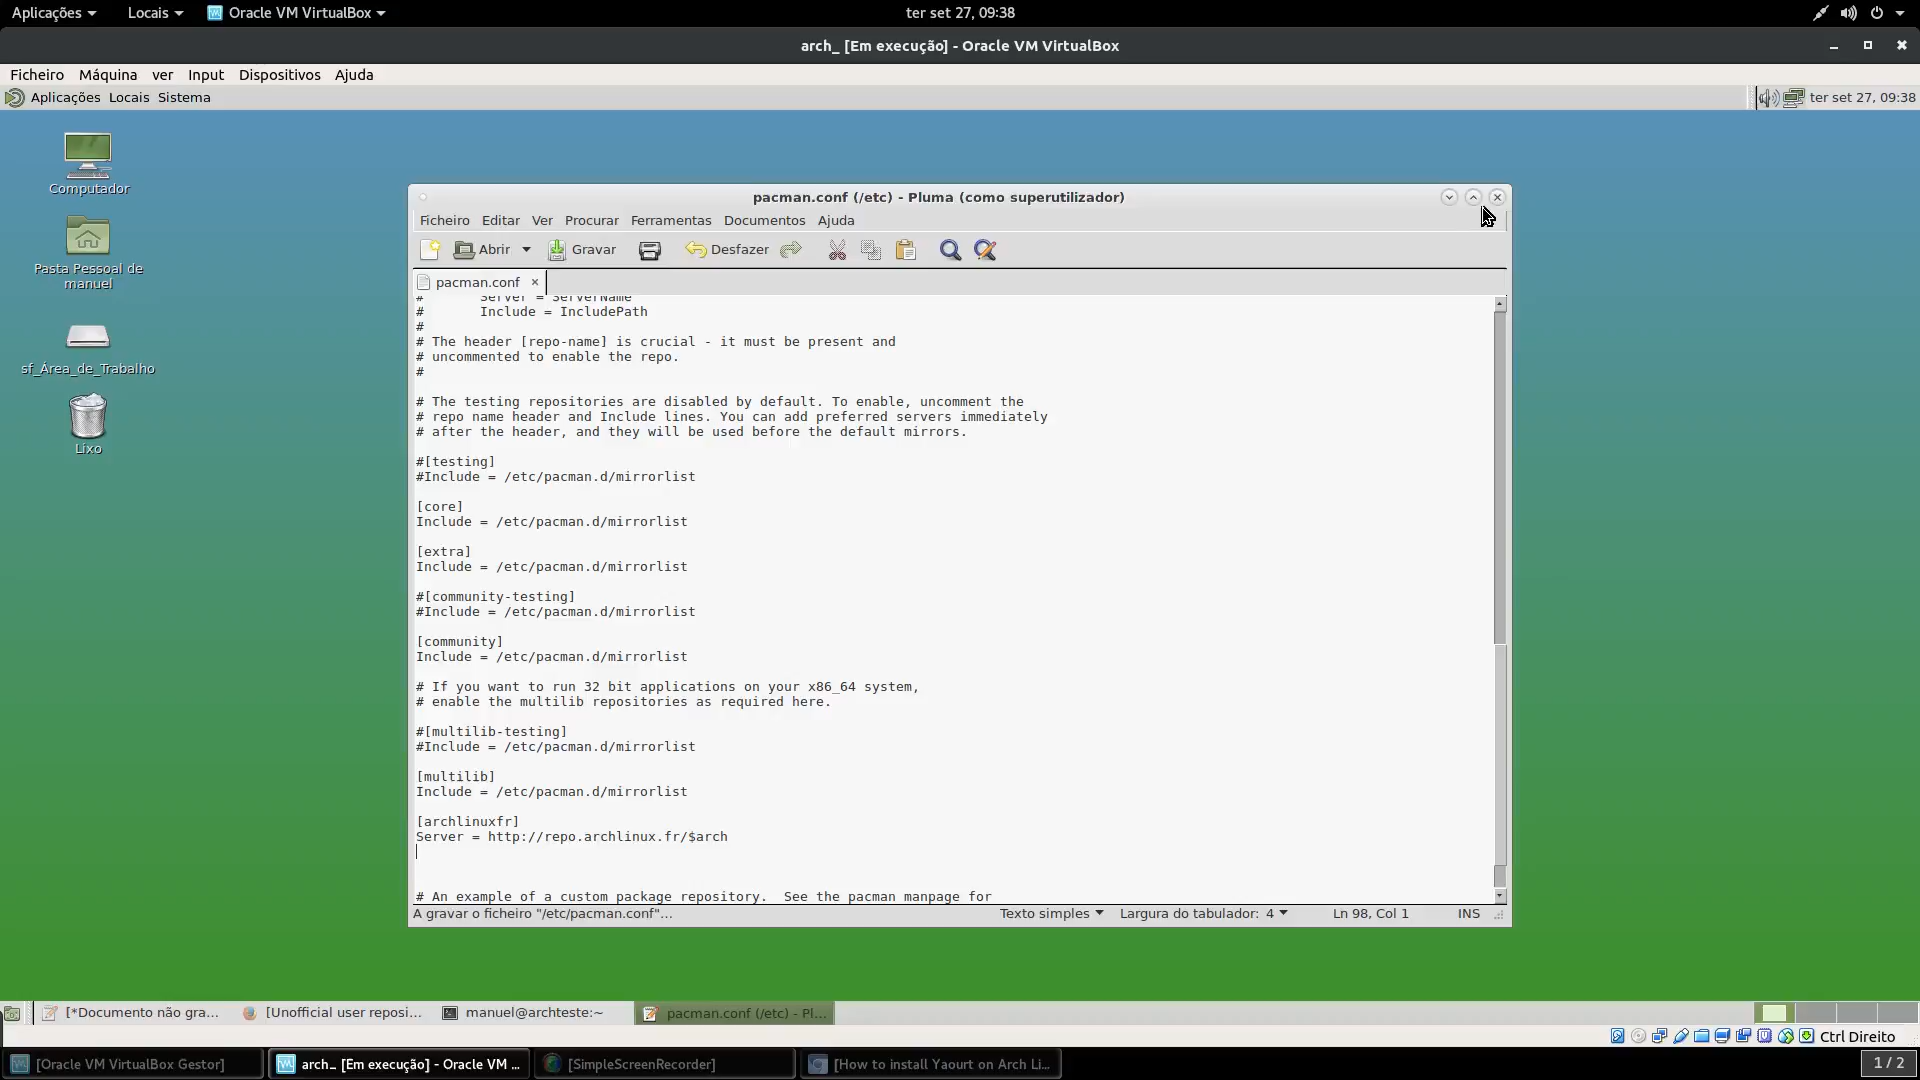 Aplicações Locais Oracle VM VirtualBox ter set 27, 09:38
arch_ [Em execução] - Oracle VM VirtualBox
Ficheiro Máquina ver Input Dispositivos Ajuda
Aplicações Locais Sistema ter set 27, 09:38
Computador
Pasta Pessoal de
manuel
sf_Área_de_Trabalho
Lixo
pacman.conf (/etc) - Pluma (como superutilizador)
Ficheiro Editar Ver Procurar Ferramentas Documentos Ajuda
Abrir Gravar Desfazer
pacman.conf
#       Server = ServerName
#       Include = IncludePath
#
# The header [repo-name] is crucial - it must be present and
# uncommented to enable the repo.
#
# The testing repositories are disabled by default. To enable, uncomment the
# repo name header and Include lines. You can add preferred servers immediately
# after the header, and they will be used before the default mirrors.
#[testing]
#Include = /etc/pacman.d/mirrorlist
[core]
Include = /etc/pacman.d/mirrorlist
[extra]
Include = /etc/pacman.d/mirrorlist
#[community-testing]
#Include = /etc/pacman.d/mirrorlist
[community]
Include = /etc/pacman.d/mirrorlist
# If you want to run 32 bit applications on your x86_64 system,
# enable the multilib repositories as required here.
#[multilib-testing]
#Include = /etc/pacman.d/mirrorlist
[multilib]
Include = /etc/pacman.d/mirrorlist
[archlinuxfr]
Server = http://repo.archlinux.fr/$arch
# An example of a custom package repository.  See the pacman manpage for
A gravar o ficheiro "/etc/pacman.conf"... Texto simples Largura do tabulador: 4 Ln 98, Col 1 INS
[*Documento não gra... [Unofficial user reposi... manuel@archteste:~ pacman.conf (/etc) - Pl...
Ctrl Direito
[Oracle VM VirtualBox Gestor] arch_ [Em execução] - Oracle VM ... [SimpleScreenRecorder] [How to install Yaourt on Arch Li... 1 / 2